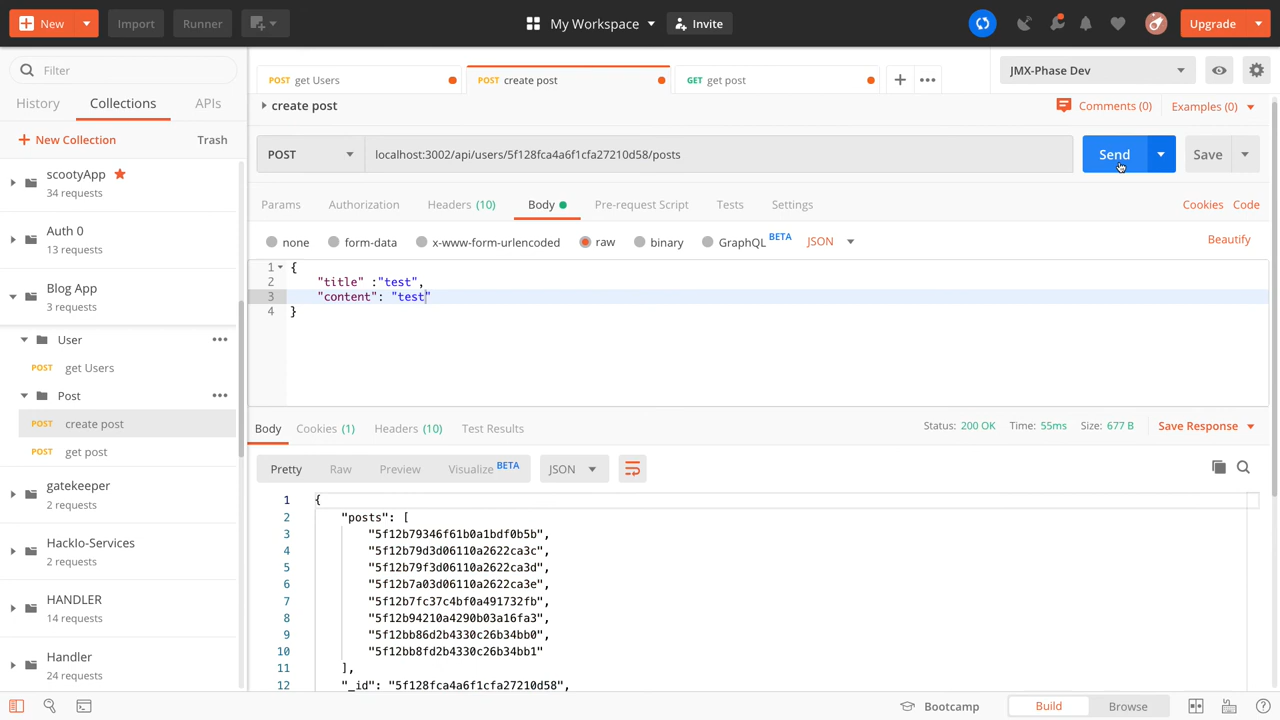 New
Import
Runner
My Workspace
Invite
Upgrade
Filter
History
Collections
APIs
New Collection
Trash
scootyApp
34 requests
Auth 0
13 requests
Blog App
3 requests
User
POST get Users
Post
POST create post
POST get post
gatekeeper
2 requests
HackIo-Services
2 requests
HANDLER
14 requests
Handler
24 requests
POST get Users
POST create post
GET get post
JMX-Phase Dev
create post
Comments (0)
Examples (0)
POST
localhost:3002/api/users/5f128fca4a6f1cfa27210d58/posts
Send
Save
Params
Authorization
Headers (10)
Body
Pre-request Script
Tests
Settings
Cookies
Code
none
form-data
x-www-form-urlencoded
raw
binary
GraphQL BETA
JSON
Beautify
1 {
2 "title" :"test",
3 "content": "test"
4 }
Body
Cookies (1)
Headers (10)
Test Results
Status: 200 OK
Time: 55ms
Size: 677 B
Save Response
Pretty
Raw
Preview
Visualize BETA
JSON
1 {
2 "posts": [
3 "5f12b79346f61b0a1bdf0b5b",
4 "5f12b79d3d06110a2622ca3c",
5 "5f12b79f3d06110a2622ca3d",
6 "5f12b7a03d06110a2622ca3e",
7 "5f12b7fc37c4bf0a491732fb",
8 "5f12b94210a4290b03a16fa3",
9 "5f12bb86d2b4330c26b34bb0",
10 "5f12bb8fd2b4330c26b34bb1"
11 ],
12 "_id": "5f128fca4a6f1cfa27210d58",
Bootcamp
Build
Browse